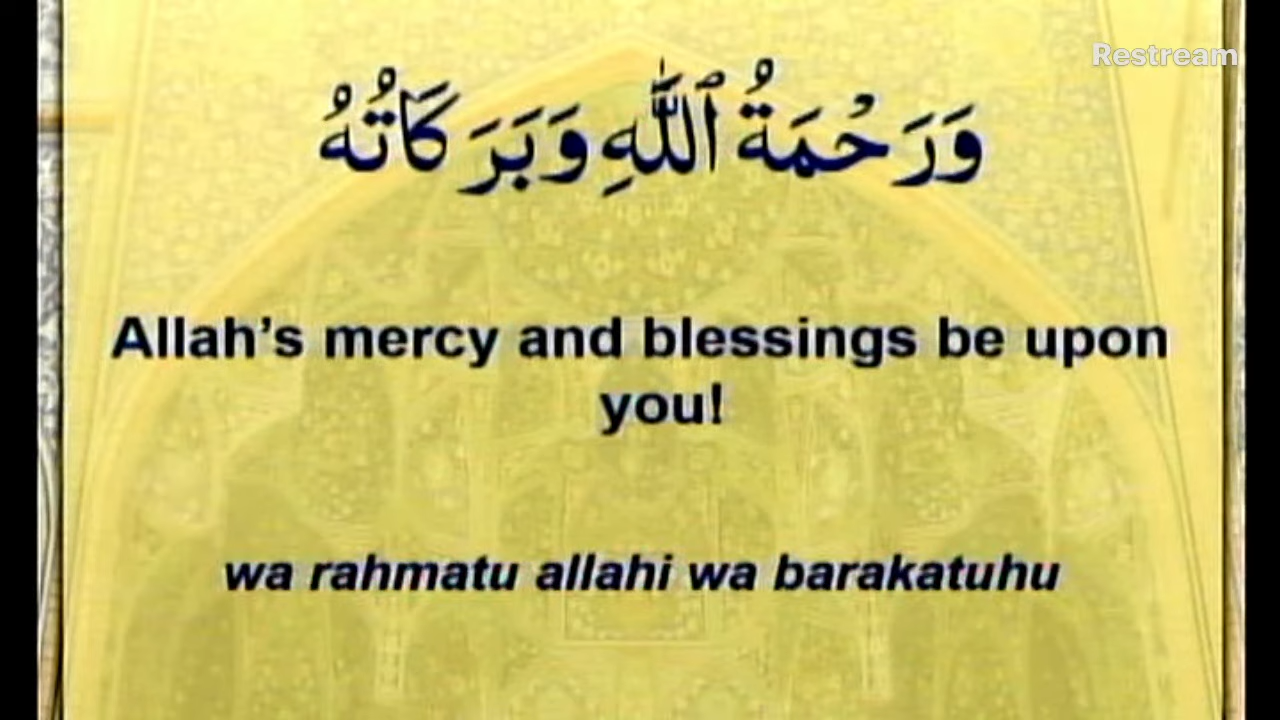 Restream
وَرَحْمَةُ ٱللَّهِ وَبَرَكَاتُهُ
Allah’s mercy and blessings be upon
you!
wa rahmatu allahi wa barakatuhu